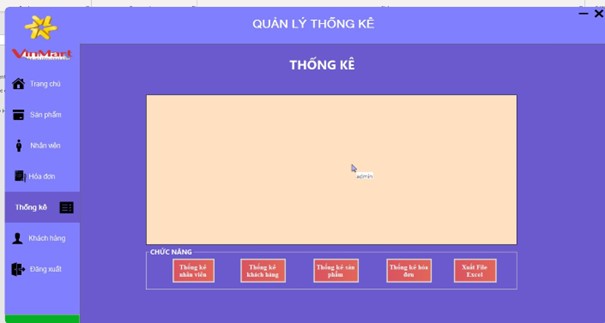 QUẢN LÝ THỐNG KÊ
VinMart
THỐNG KÊ
Trang chủ
Sản phẩm
Nhân viên
Hóa đơn
Thống kê
Khách hàng
Đăng xuất
CHỨC NĂNG
Thống kê
nhân viên
Thống kê
khách hàng
Thống kê sản
phẩm
Thống kê hóa
đơn
Xuất File
Excel